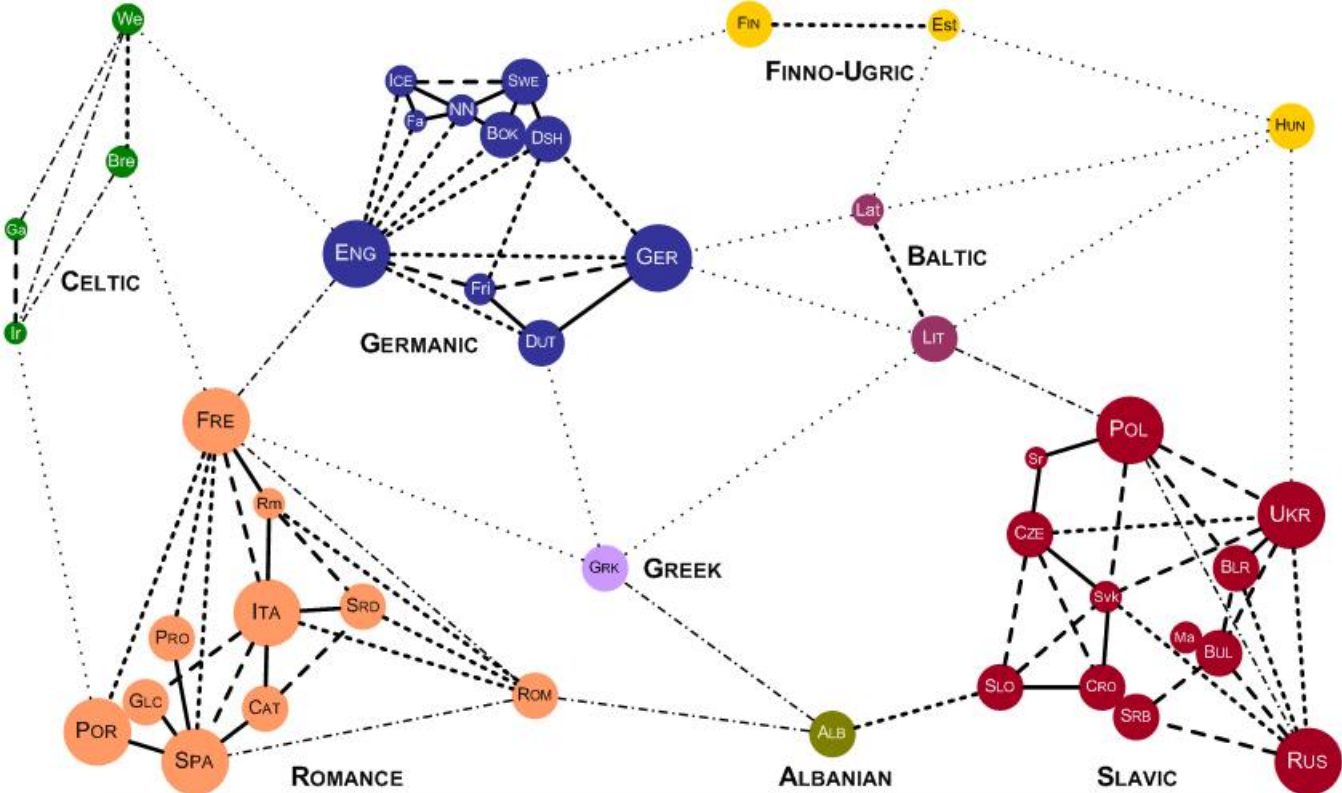 We
FIN
Est
FINNO-UGRIC
ICE
SWE
NN
Fa
BOK
DSH
HUN
Bre
Ga
Lat
ENG
GER
BALTIC
CELTIC
Fri
Ir
GERMANIC
DUT
LIT
FRE
POL
Sr
Rm
UKR
CZE
GRK
GREEK
BLR
Svk
ITA
SRD
PRO
Ma
BUL
SLO
CRO
GLC
CAT
ROM
SRB
POR
ALB
SPA
RUS
ROMANCE
ALBANIAN
SLAVIC